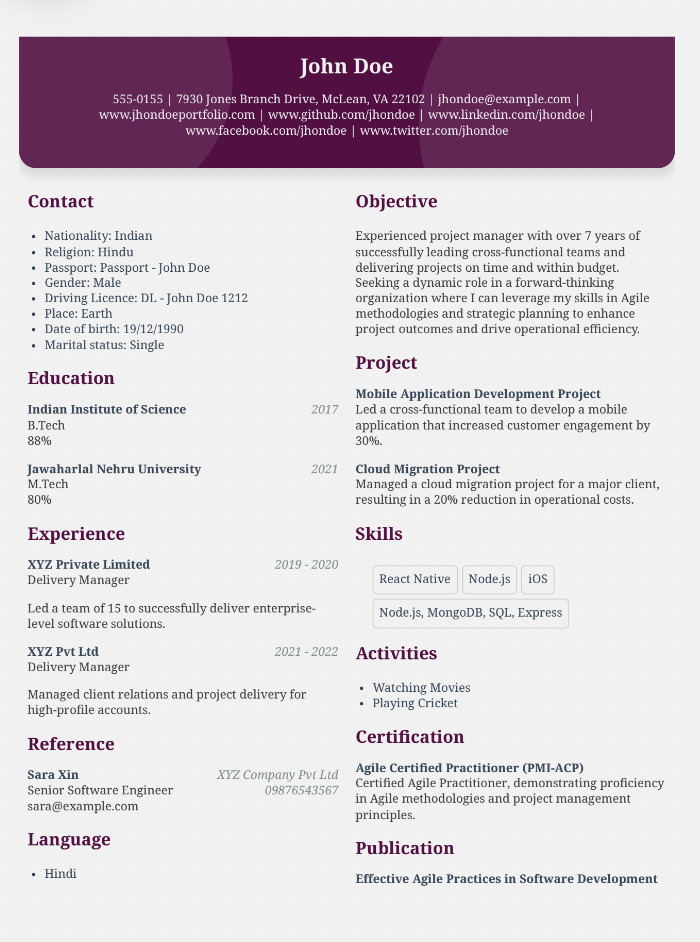 John Doe
555-0155 | 7930 Jones Branch Drive, McLean, VA 22102 | jhondoe@example.com |
www.jhondoeportfolio.com | www.github.com/jhondoe | www.linkedin.com/jhondoe |
www.facebook.com/jhondoe | www.twitter.com/jhondoe
Contact
• Nationality: Indian
• Religion: Hindu
• Passport: Passport - John Doe
• Gender: Male
• Driving Licence: DL - John Doe 1212
• Place: Earth
• Date of birth: 19/12/1990
• Marital status: Single
Education
Indian Institute of Science 2017
B.Tech
88%
Jawaharlal Nehru University 2021
M.Tech
80%
Experience
XYZ Private Limited 2019 - 2020
Delivery Manager
Led a team of 15 to successfully deliver enterprise-
level software solutions.
XYZ Pvt Ltd 2021 - 2022
Delivery Manager
Managed client relations and project delivery for
high-profile accounts.
Reference
Sara Xin XYZ Company Pvt Ltd
Senior Software Engineer 09876543567
sara@example.com
Language
• Hindi
Objective
Experienced project manager with over 7 years of
successfully leading cross-functional teams and
delivering projects on time and within budget.
Seeking a dynamic role in a forward-thinking
organization where I can leverage my skills in Agile
methodologies and strategic planning to enhance
project outcomes and drive operational efficiency.
Project
Mobile Application Development Project
Led a cross-functional team to develop a mobile
application that increased customer engagement by
30%.
Cloud Migration Project
Managed a cloud migration project for a major client,
resulting in a 20% reduction in operational costs.
Skills
React Native Node.js iOS
Node.js, MongoDB, SQL, Express
Activities
• Watching Movies
• Playing Cricket
Certification
Agile Certified Practitioner (PMI-ACP)
Certified Agile Practitioner, demonstrating proficiency
in Agile methodologies and project management
principles.
Publication
Effective Agile Practices in Software Development